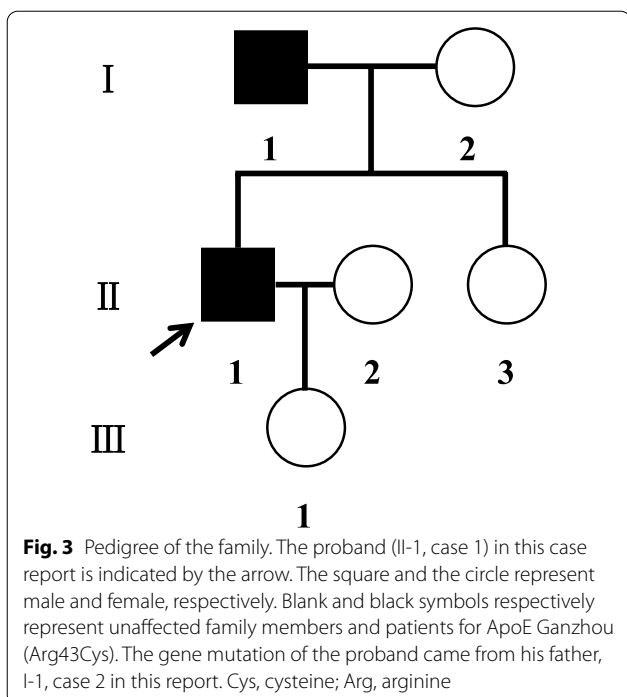 I
1 2
II
1 2 3
III
1
Fig. 3 Pedigree of the family. The proband (II-1, case 1) in this case
report is indicated by the arrow. The square and the circle represent
male and female, respectively. Blank and black symbols respectively
represent unaffected family members and patients for ApoE Ganzhou
(Arg43Cys). The gene mutation of the proband came from his father,
I-1, case 2 in this report. Cys, cysteine; Arg, arginine